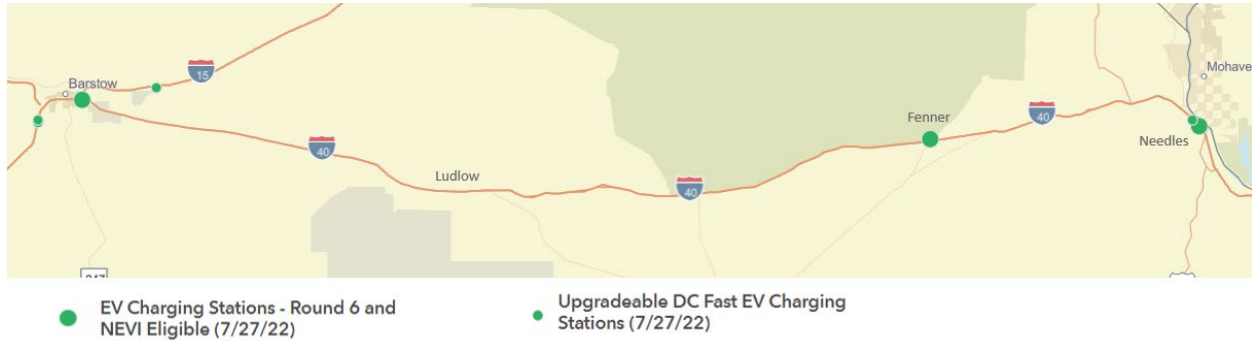 15
Barstow
Mohave
Fenner
40
40
Needles
Ludlow
40
EV Charging Stations - Round 6 and
NEVI Eligible (7/27/22)
Upgradeable DC Fast EV Charging
Stations (7/27/22)